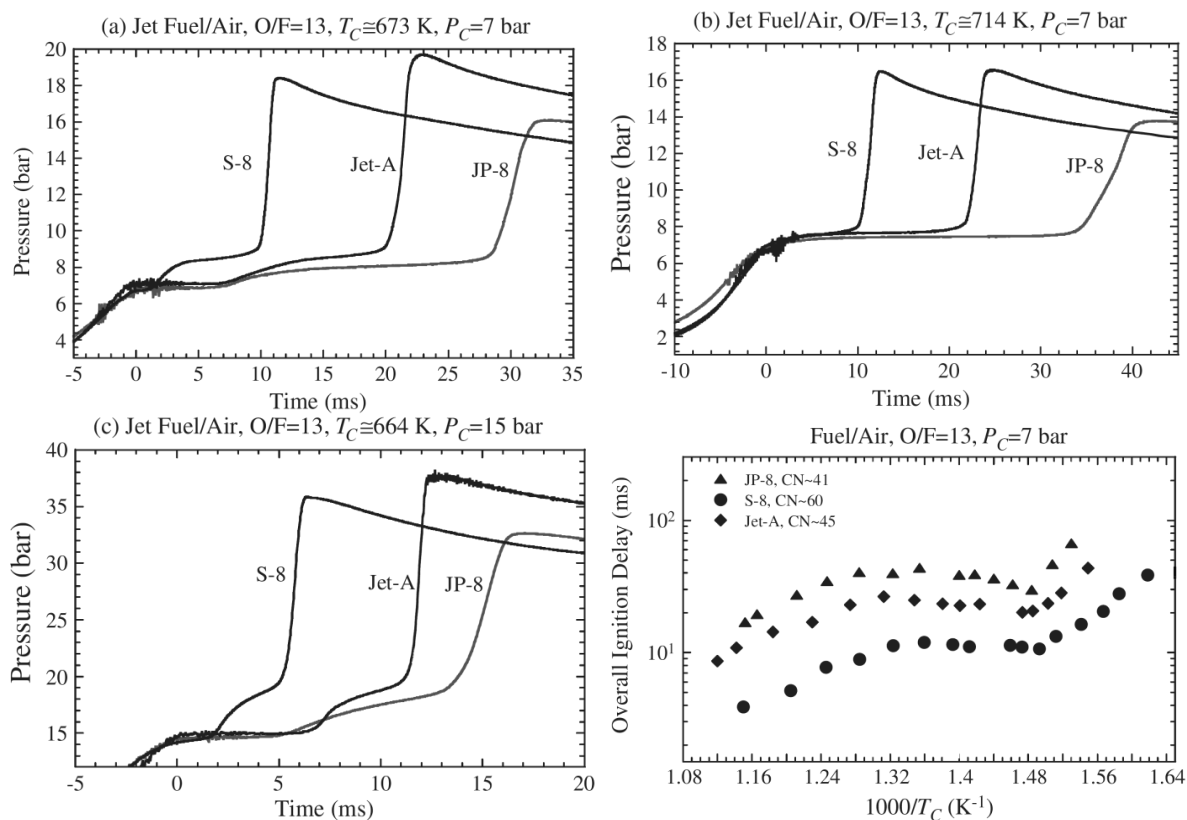 (a) Jet Fuel/Air, O/F=13, T_C≅673 K, P_C=7 bar
Pressure (bar)
20
18
16
14
12
10
8
6
4
S-8
Jet-A
JP-8
-5 0 5 10 15 20 25 30 35
Time (ms)
(b) Jet Fuel/Air, O/F=13, T_C≅714 K, P_C=7 bar
Pressure (bar)
18
16
14
12
10
8
6
4
2
S-8
Jet-A
JP-8
-10 0 10 20 30 40
Time (ms)
(c) Jet Fuel/Air, O/F=13, T_C≅664 K, P_C=15 bar
Pressure (bar)
40
35
30
25
20
15
S-8
Jet-A
JP-8
0 5 10 15 20
Time (ms)
Fuel/Air, O/F=13, P_C=7 bar
Overall Ignition Delay (ms)
10²
10¹
JP-8, CN~41
S-8, CN~60
Jet-A, CN~45
1.08 1.16 1.24 1.32 1.4 1.48 1.56 1.64
1000/T_C (K⁻¹)